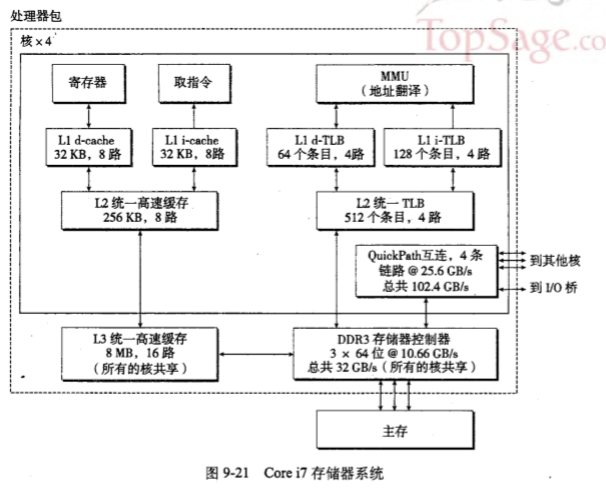 处理器包
TopSage.co
核×4
寄存器
取指令
MMU
（地址翻译）
L1 d-cache
32 KB，8 路
L1 i-cache
32 KB，8路
L1 d-TLB
64 个条目，4路
L1 i-TLB
128 个条目，4 路
L2 统一高速缓存
256 KB，8 路
L2 统一 TLB
512 个条目，4 路
QuickPath互连，4 条
链路 @ 25.6 GB/s
总共 102.4 GB/s
到其他核
到 I/O 桥
L3 统一高速缓存
8 MB，16 路
（所有的核共享）
DDR3 存储器控制器
3 × 64 位 @ 10.66 GB/s
总共 32 GB/s（所有的核共享）
主存
图 9-21 Core i7 存储器系统